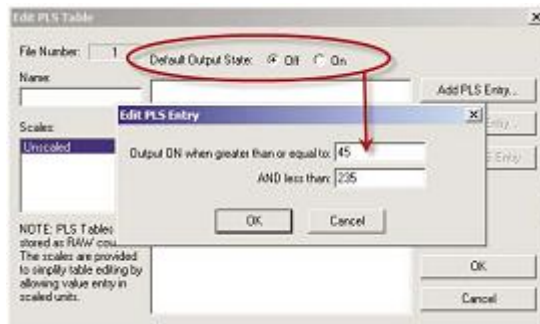 Edit PLS Table
File Number: 1
Default Output State: Off On
Name:
Add PLS Entry...
Edit PLS Entry
Scales:
Unscaled
Output ON when greater than or equal to: 45
AND less than: 235
OK Cancel
NOTE: PLS Tables
stored as RAW cou
The scales are provided
to simplify table editing by
allowing value entry in
scaled units.
OK
Cancel